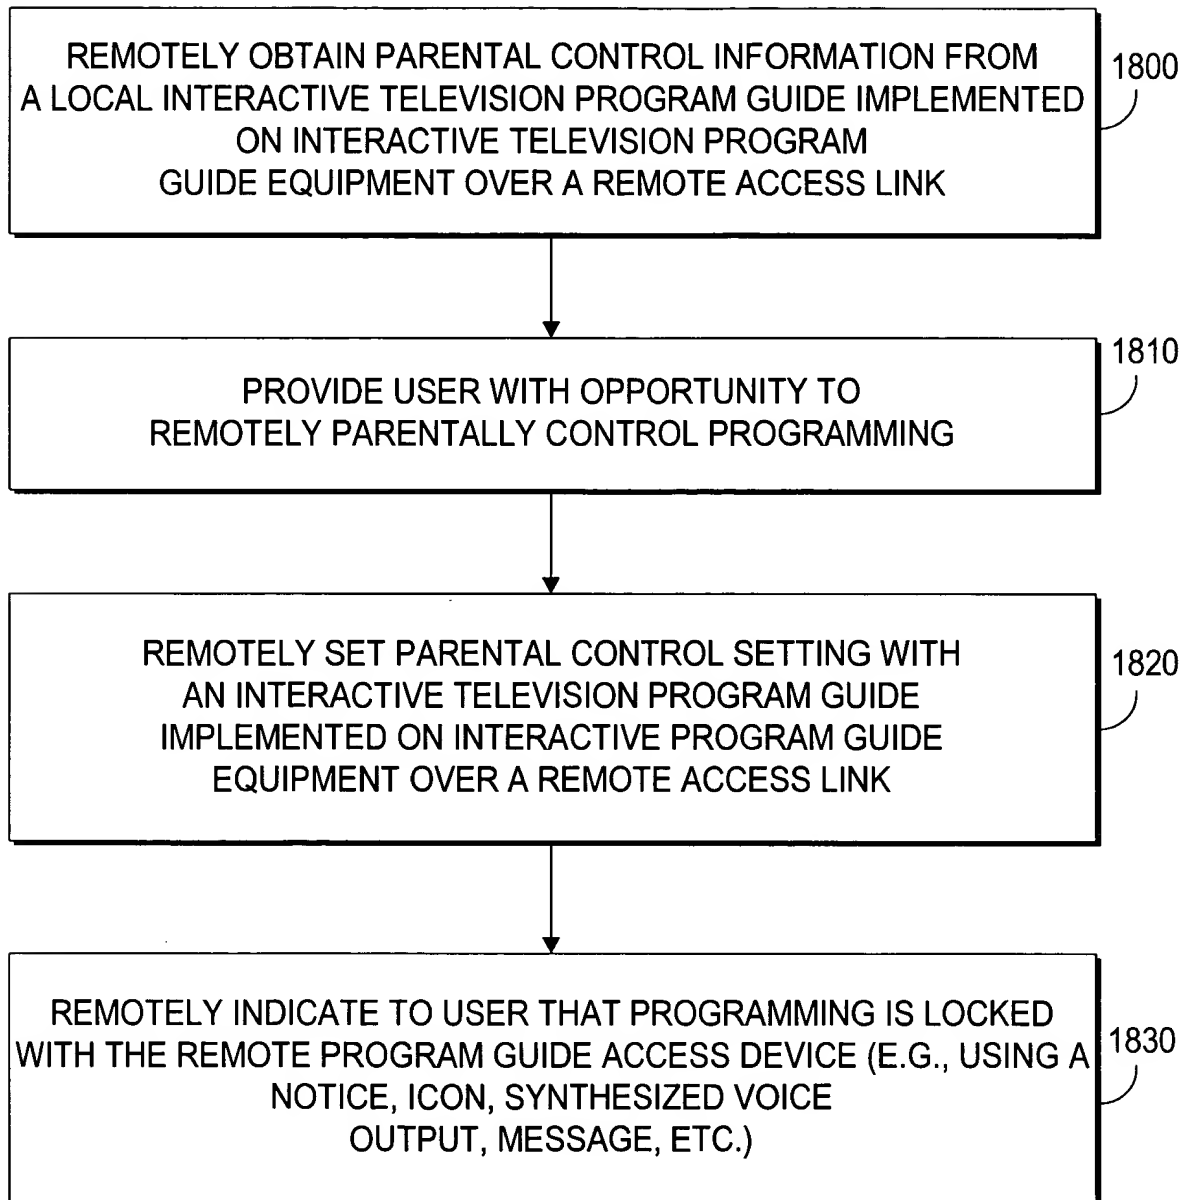 REMOTELY OBTAIN PARENTAL CONTROL INFORMATION FROM
A LOCAL INTERACTIVE TELEVISION PROGRAM GUIDE IMPLEMENTED
ON INTERACTIVE TELEVISION PROGRAM
GUIDE EQUIPMENT OVER A REMOTE ACCESS LINK
1800
PROVIDE USER WITH OPPORTUNITY TO
REMOTELY PARENTALLY CONTROL PROGRAMMING
1810
REMOTELY SET PARENTAL CONTROL SETTING WITH
AN INTERACTIVE TELEVISION PROGRAM GUIDE
IMPLEMENTED ON INTERACTIVE PROGRAM GUIDE
EQUIPMENT OVER A REMOTE ACCESS LINK
1820
REMOTELY INDICATE TO USER THAT PROGRAMMING IS LOCKED
WITH THE REMOTE PROGRAM GUIDE ACCESS DEVICE (E.G., USING A
NOTICE, ICON, SYNTHESIZED VOICE
OUTPUT, MESSAGE, ETC.)
1830